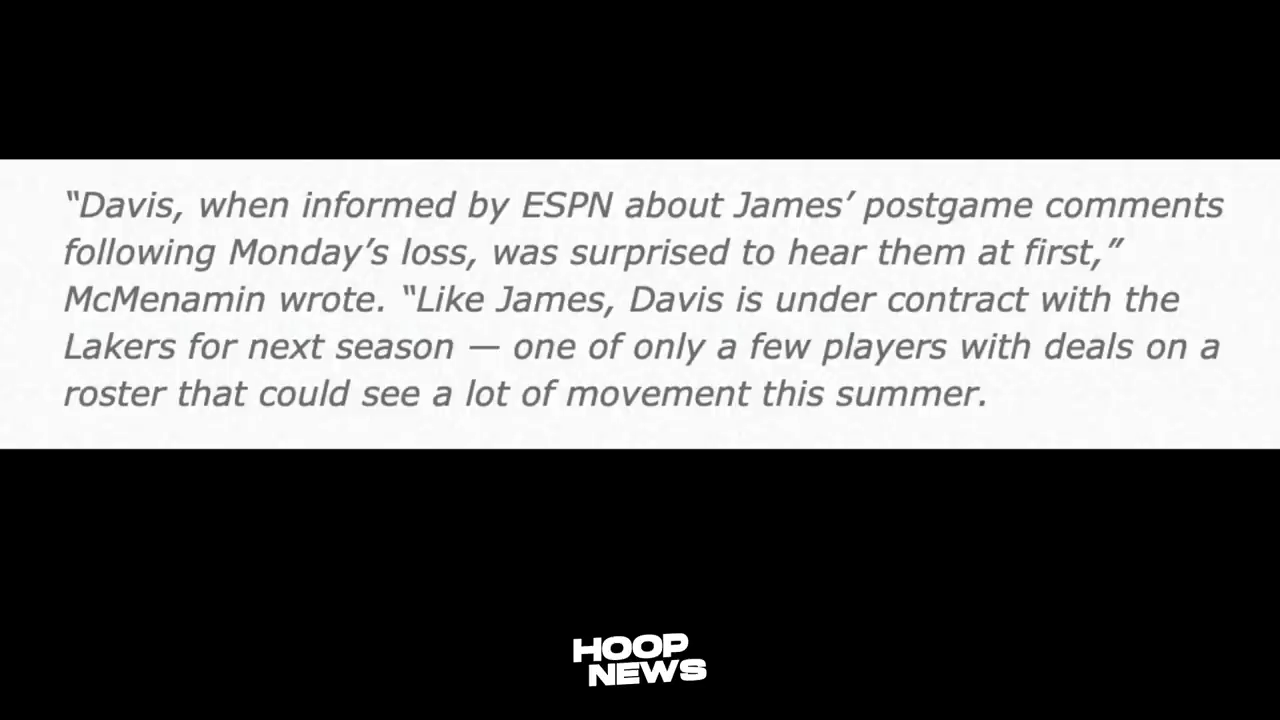 “Davis, when informed by ESPN about James’ postgame comments
following Monday’s loss, was surprised to hear them at first,”
McMenamin wrote. “Like James, Davis is under contract with the
Lakers for next season — one of only a few players with deals on a
roster that could see a lot of movement this summer.
HOOP
NEWS